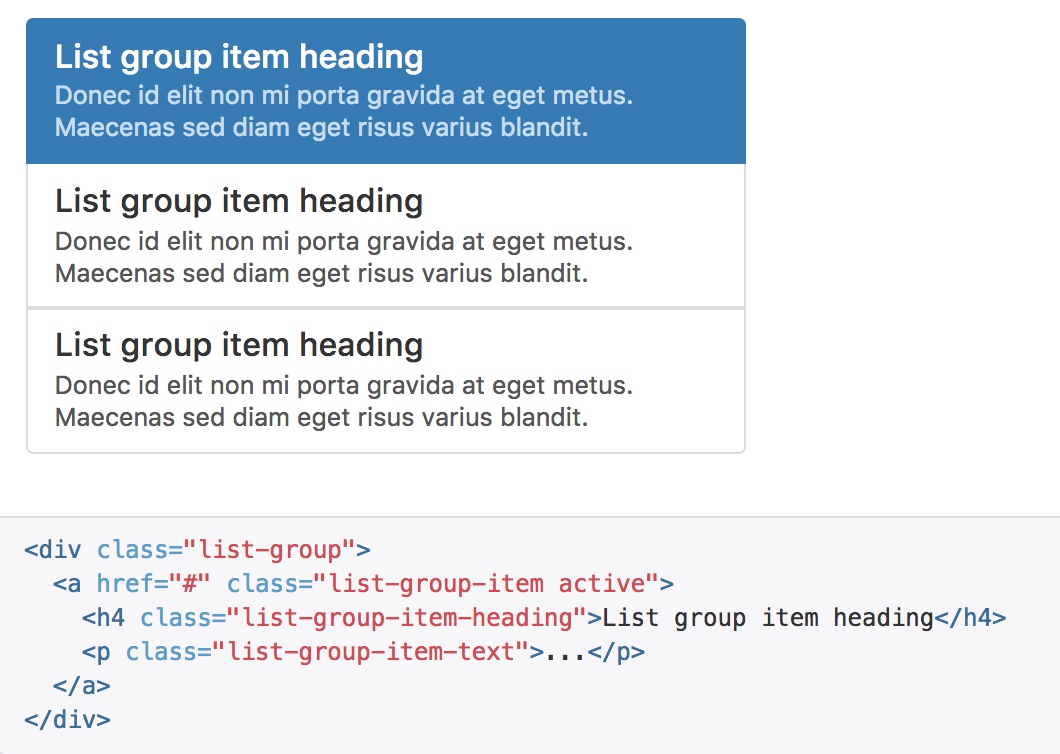 List group item heading
Donec id elit non mi porta gravida at eget metus.
Maecenas sed diam eget risus varius blandit.
List group item heading
Donec id elit non mi porta gravida at eget metus.
Maecenas sed diam eget risus varius blandit.
List group item heading
Donec id elit non mi porta gravida at eget metus.
Maecenas sed diam eget risus varius blandit.
<div class="list-group">
  <a href="#" class="list-group-item active">
    <h4 class="list-group-item-heading">List group item heading</h4>
    <p class="list-group-item-text">...</p>
  </a>
</div>